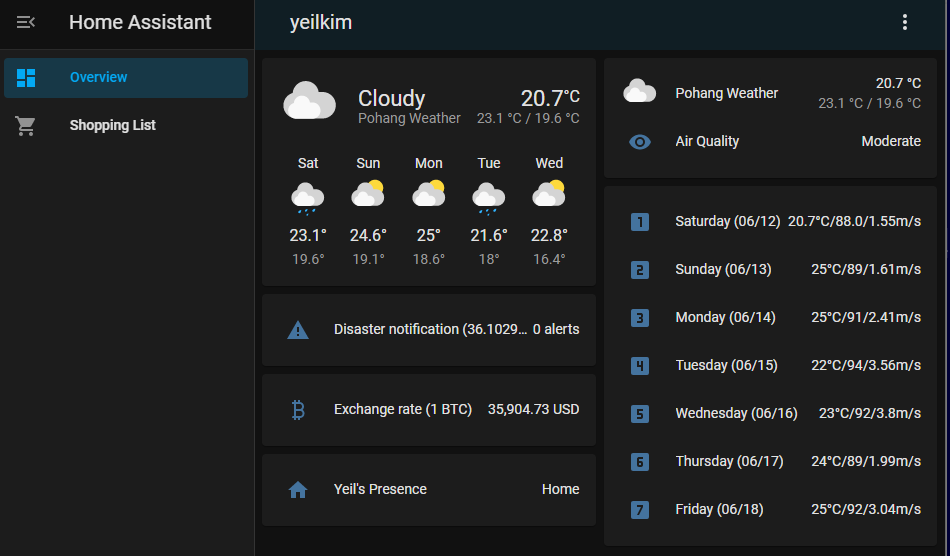 Home Assistant
yeilkim
Overview
Shopping List
Cloudy 20.7°C
Pohang Weather 23.1 °C / 19.6 °C
Sat Sun Mon Tue Wed
23.1° 24.6° 25° 21.6° 22.8°
19.6° 19.1° 18.6° 18° 16.4°
Disaster notification (36.1029... 0 alerts
Exchange rate (1 BTC) 35,904.73 USD
Yeil's Presence Home
Pohang Weather 20.7 °C
23.1 °C / 19.6 °C
Air Quality Moderate
1 Saturday (06/12) 20.7°C/88.0/1.55m/s
2 Sunday (06/13) 25°C/89/1.61m/s
3 Monday (06/14) 25°C/91/2.41m/s
4 Tuesday (06/15) 22°C/94/3.56m/s
5 Wednesday (06/16) 23°C/92/3.8m/s
6 Thursday (06/17) 24°C/89/1.99m/s
7 Friday (06/18) 25°C/92/3.04m/s